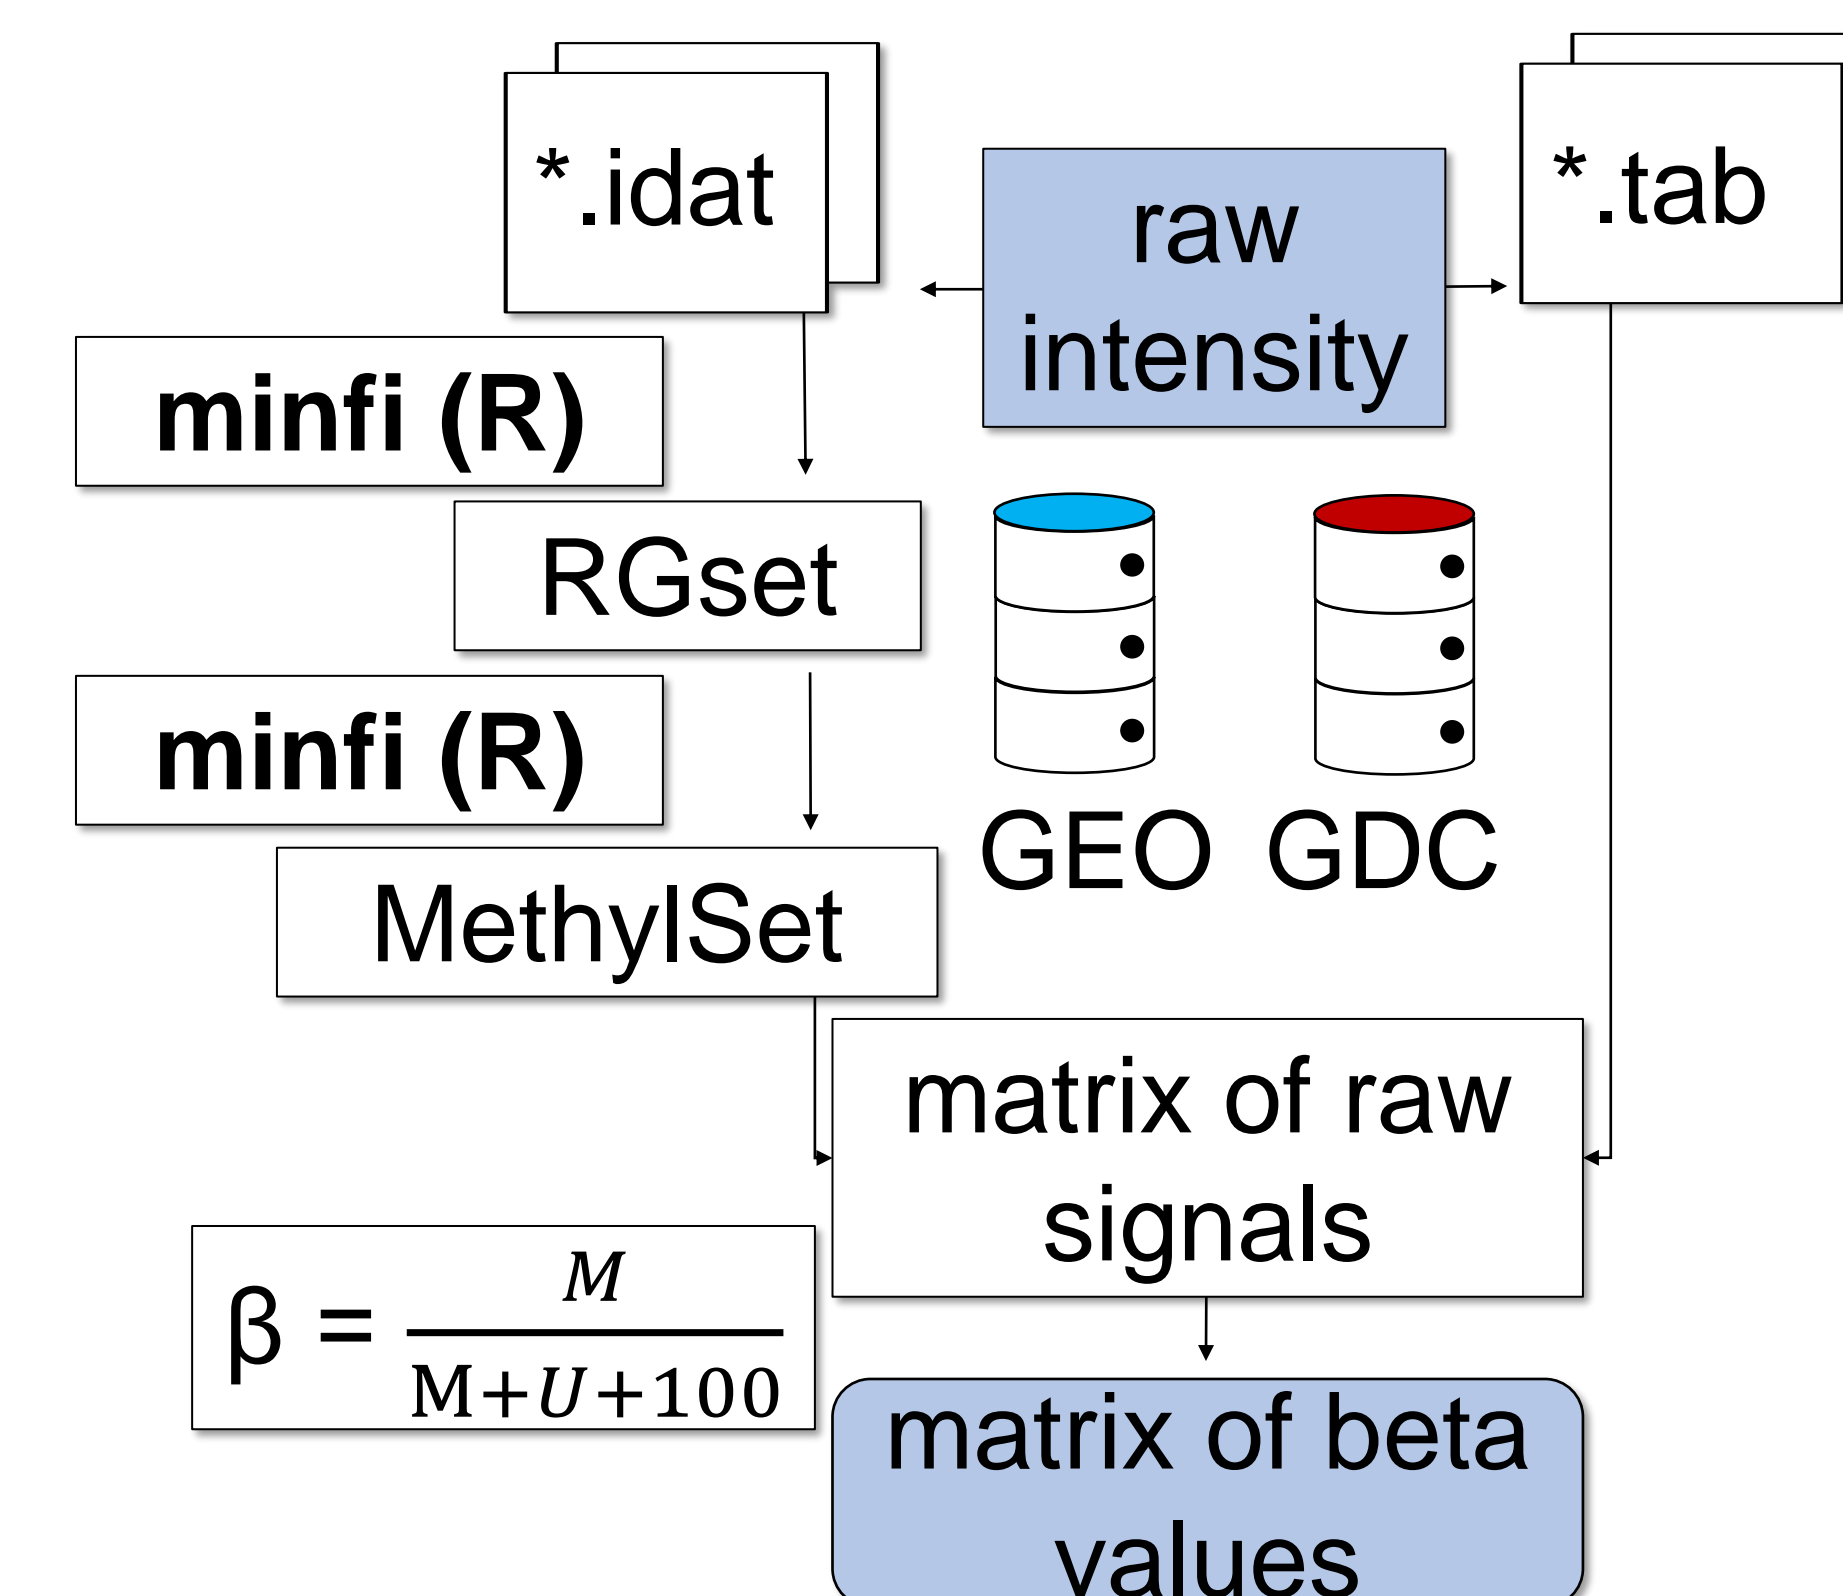 *.idat
raw
intensity
*.tab
minfi (R)
RGset
minfi (R)
GEO GDC
MethylSet
matrix of raw
signals
β = M
M+U+100
matrix of beta
values